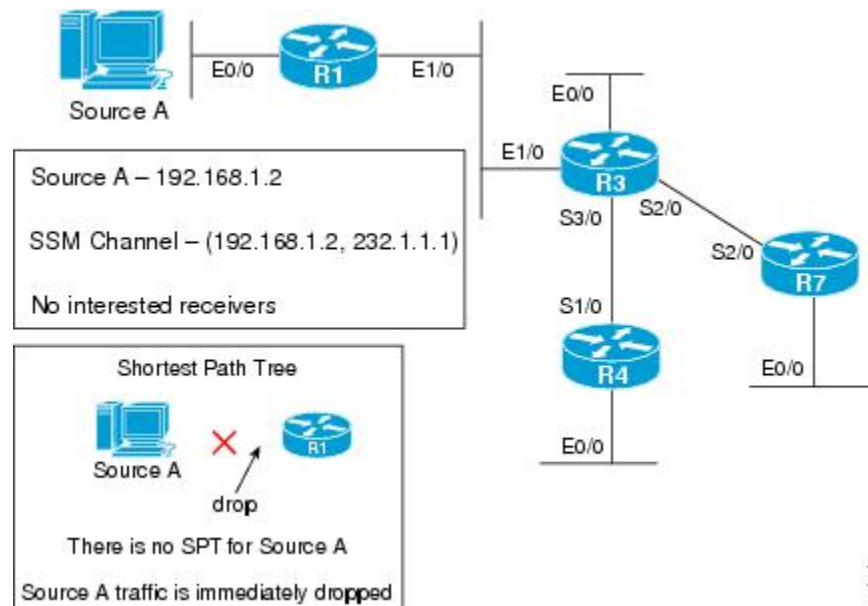 E0/0
R1
E1/0
Source A
E0/0
E1/0
R3
S3/0
S2/0
S2/0
R7
S1/0
R4
E0/0
E0/0
Source A – 192.168.1.2
SSM Channel – (192.168.1.2, 232.1.1.1)
No interested receivers
Shortest Path Tree
R1
Source A
drop
There is no SPT for Source A
Source A traffic is immediately dropped